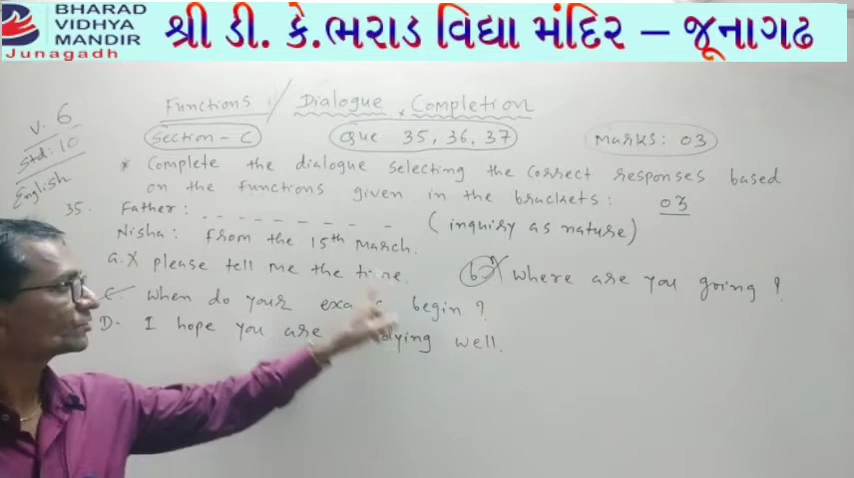 BHARAD
VIDHYA
MANDIR
Junagadh
શ્રી ડી. કે.ભરાડ વિદ્યા મંદિર – જૂનાગઢ
V. 6
Std: 10
English
Functions / Dialogue Completion
Section - C Que 35, 36, 37 Marks: 03
* Complete the dialogue selecting the correct responses based
on the functions given in the brackets: 03
35. Father: _ _ _ _ _ _ _ _ (inquiry as nature)
Nisha: from the 15th March.
a. X please tell me the time. b. X Where are you going?
c. When do your begin?
D- I hope you are well.